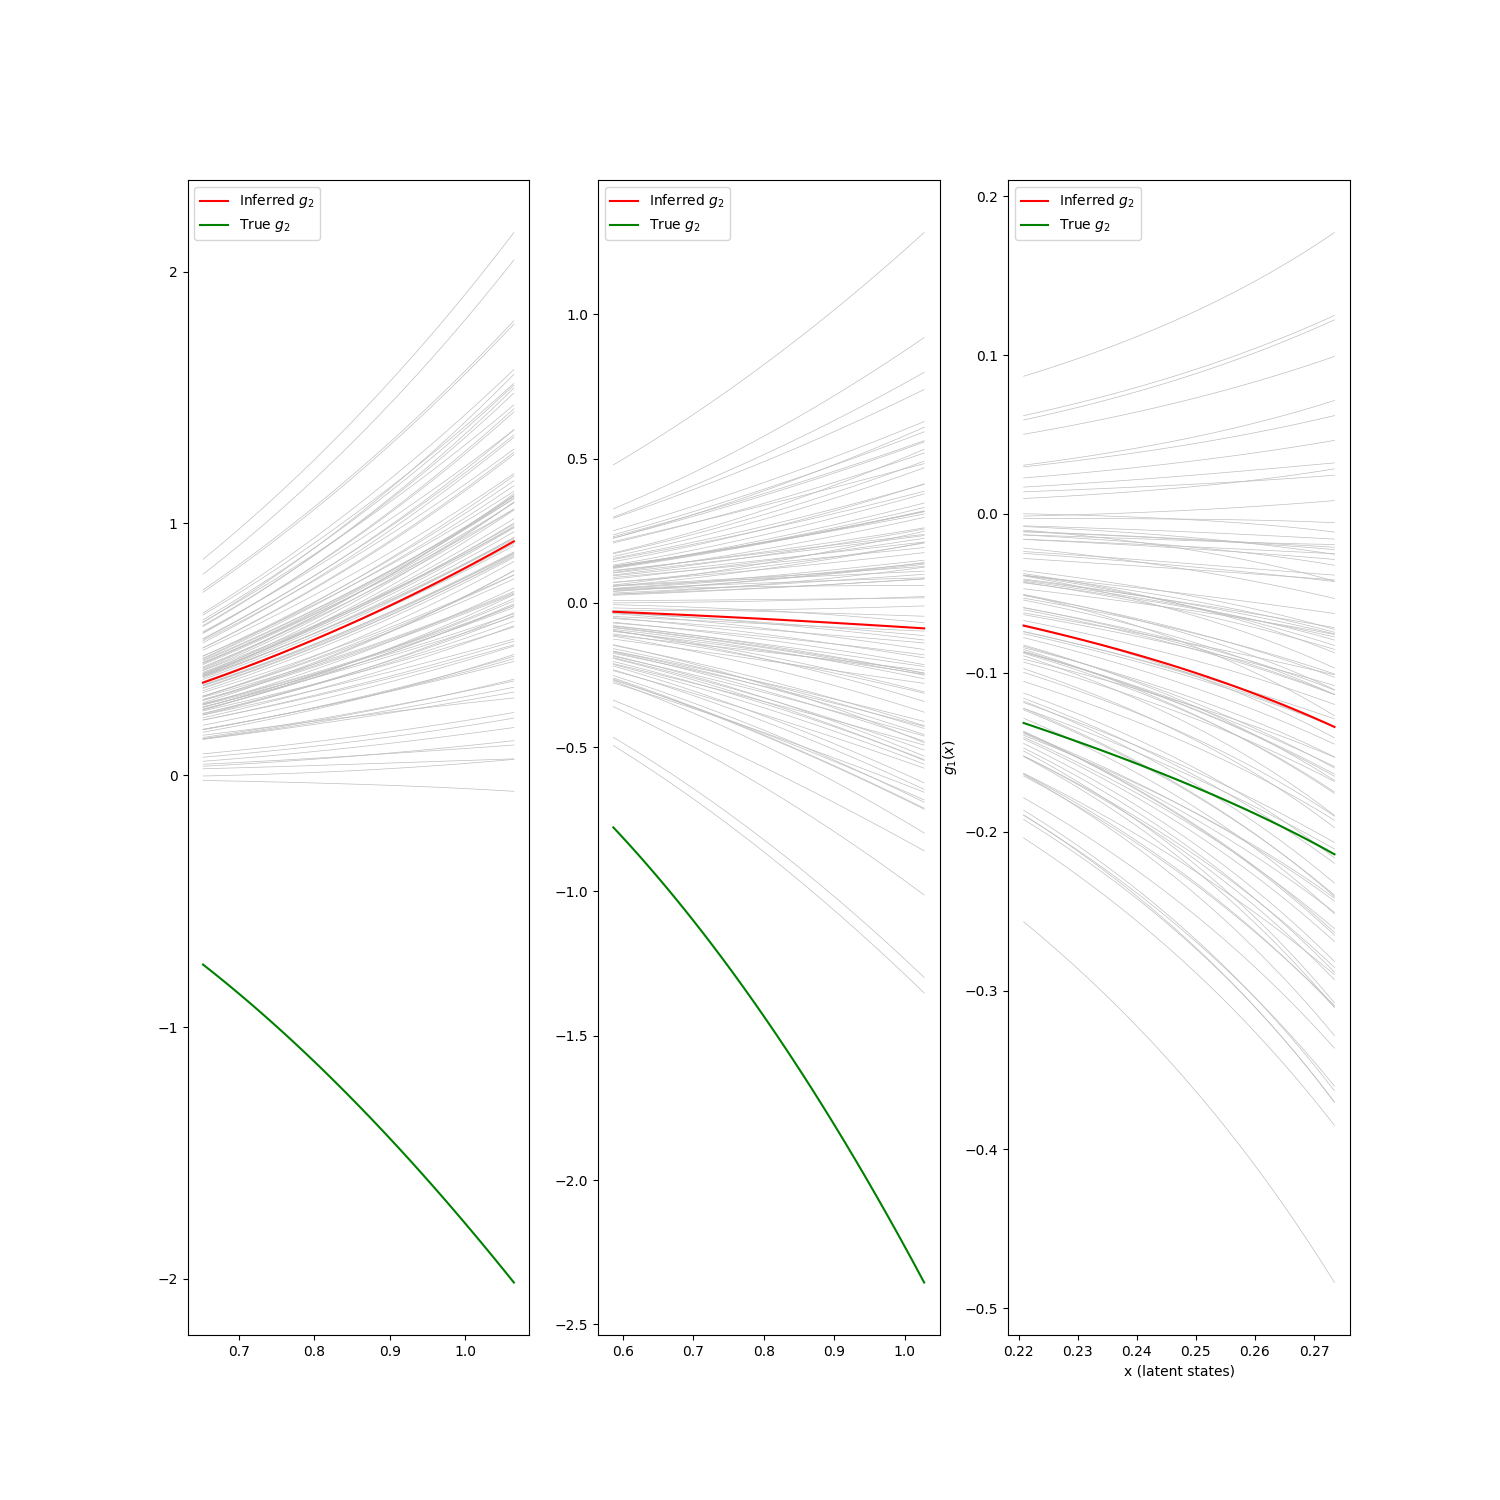 Inferred g₂
True g₂
2
1
0
−1
−2
0.7 0.8 0.9 1.0
Inferred g₂
True g₂
1.0
0.5
0.0
−0.5
−1.0
−1.5
−2.0
−2.5
0.6 0.7 0.8 0.9 1.0
g₁(x)
Inferred g₂
True g₂
0.2
0.1
0.0
−0.1
−0.2
−0.3
−0.4
−0.5
0.22 0.23 0.24 0.25 0.26 0.27
x (latent states)